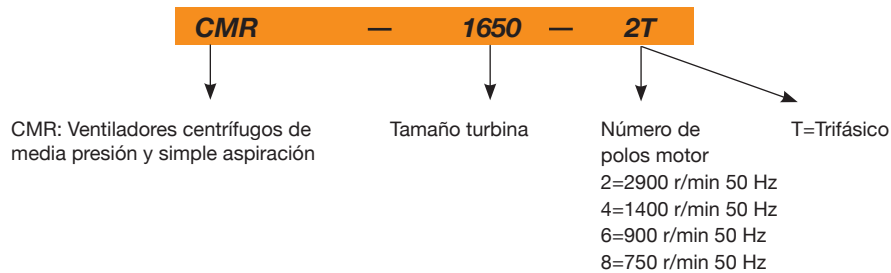 CMR — 1650 — 2T
CMR: Ventiladores centrífugos de
media presión y simple aspiración
Tamaño turbina
Número de
polos motor
2=2900 r/min 50 Hz
4=1400 r/min 50 Hz
6=900 r/min 50 Hz
8=750 r/min 50 Hz
T=Trifásico